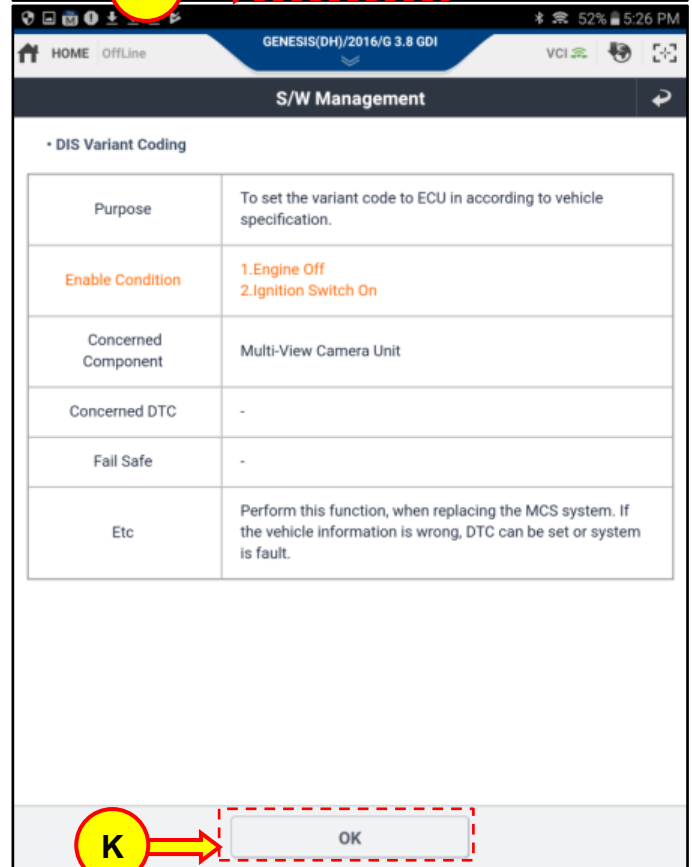 52% 5:26 PM
HOME OffLine
GENESIS(DH)/2016/G 3.8 GDI
VCI
S/W Management
• DIS Variant Coding
Purpose
To set the variant code to ECU in according to vehicle
specification.
Enable Condition
1.Engine Off
2.Ignition Switch On
Concerned
Component
Multi-View Camera Unit
Concerned DTC
-
Fail Safe
-
Etc
Perform this function, when replacing the MCS system. If
the vehicle information is wrong, DTC can be set or system
is fault.
K
OK